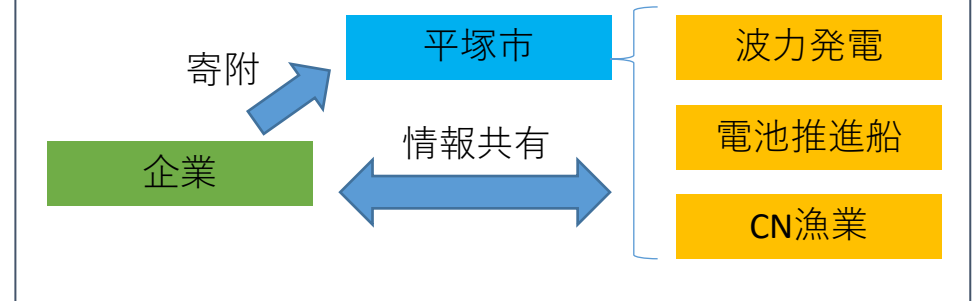 平塚市
波力発電
寄附
情報共有
電池推進船
企業
CN漁業